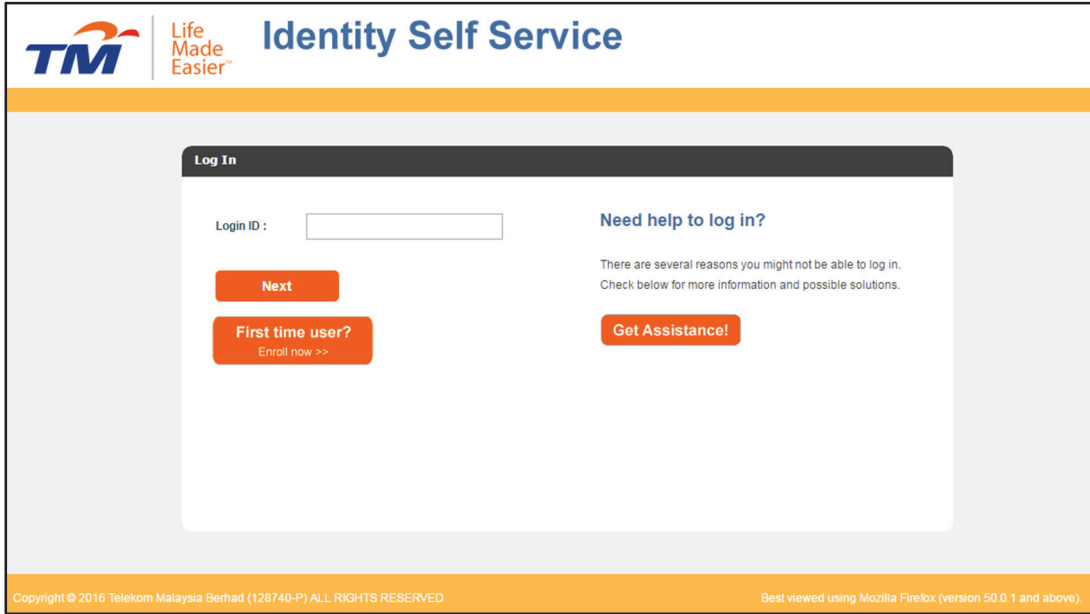 TM
Life
Made
Easier™
Identity Self Service
Log In
Login ID :
Next
First time user?
Enroll now >>
Need help to log in?
There are several reasons you might not be able to log in.
Check below for more information and possible solutions.
Get Assistance!
Copyright © 2016 Telekom Malaysia Berhad (128740-P) ALL RIGHTS RESERVED
Best viewed using Mozilla Firefox (version 50.0.1 and above).